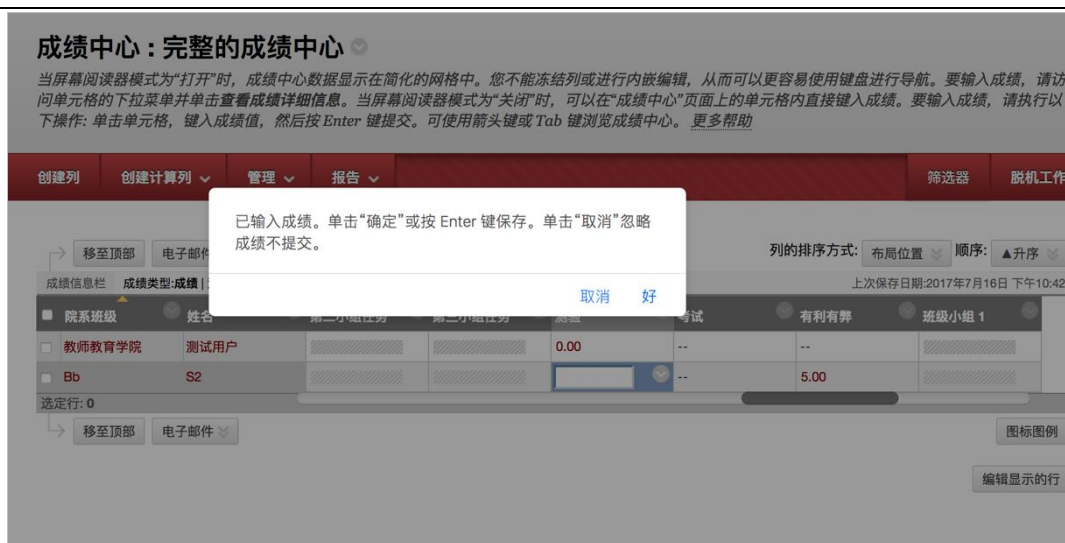 成绩中心 : 完整的成绩中心
当屏幕阅读器模式为“打开”时，成绩中心数据显示在简化的网格中。您不能冻结列或进行内嵌编辑，从而可以更容易使用键盘进行导航。要输入成绩，请访
问单元格的下拉菜单并单击查看成绩详细信息。当屏幕阅读器模式为“关闭”时，可以在“成绩中心”页面上的单元格内直接键入成绩。要输入成绩，请执行以
下操作: 单击单元格，键入成绩值，然后按 Enter 键提交。可使用箭头键或 Tab 键浏览成绩中心。 更多帮助
创建列 创建计算列 管理 报告 筛选器 脱机工作
已输入成绩。单击“确定”或按 Enter 键保存。单击“取消”忽略
成绩不提交。
取消 好
移至顶部 电子邮件 列的排序方式: 布局位置 顺序: ▲升序
成绩信息栏 成绩类型:成绩 | 上次保存日期:2017年7月16日 下午10:42
院系班级 姓名 第二小组任务 第三小组任务 测验 考试 有利有弊 班级小组 1
教师教育学院 测试用户 0.00 -- --
Bb S2 -- 5.00
选定行: 0
移至顶部 电子邮件 图标图例
编辑显示的行